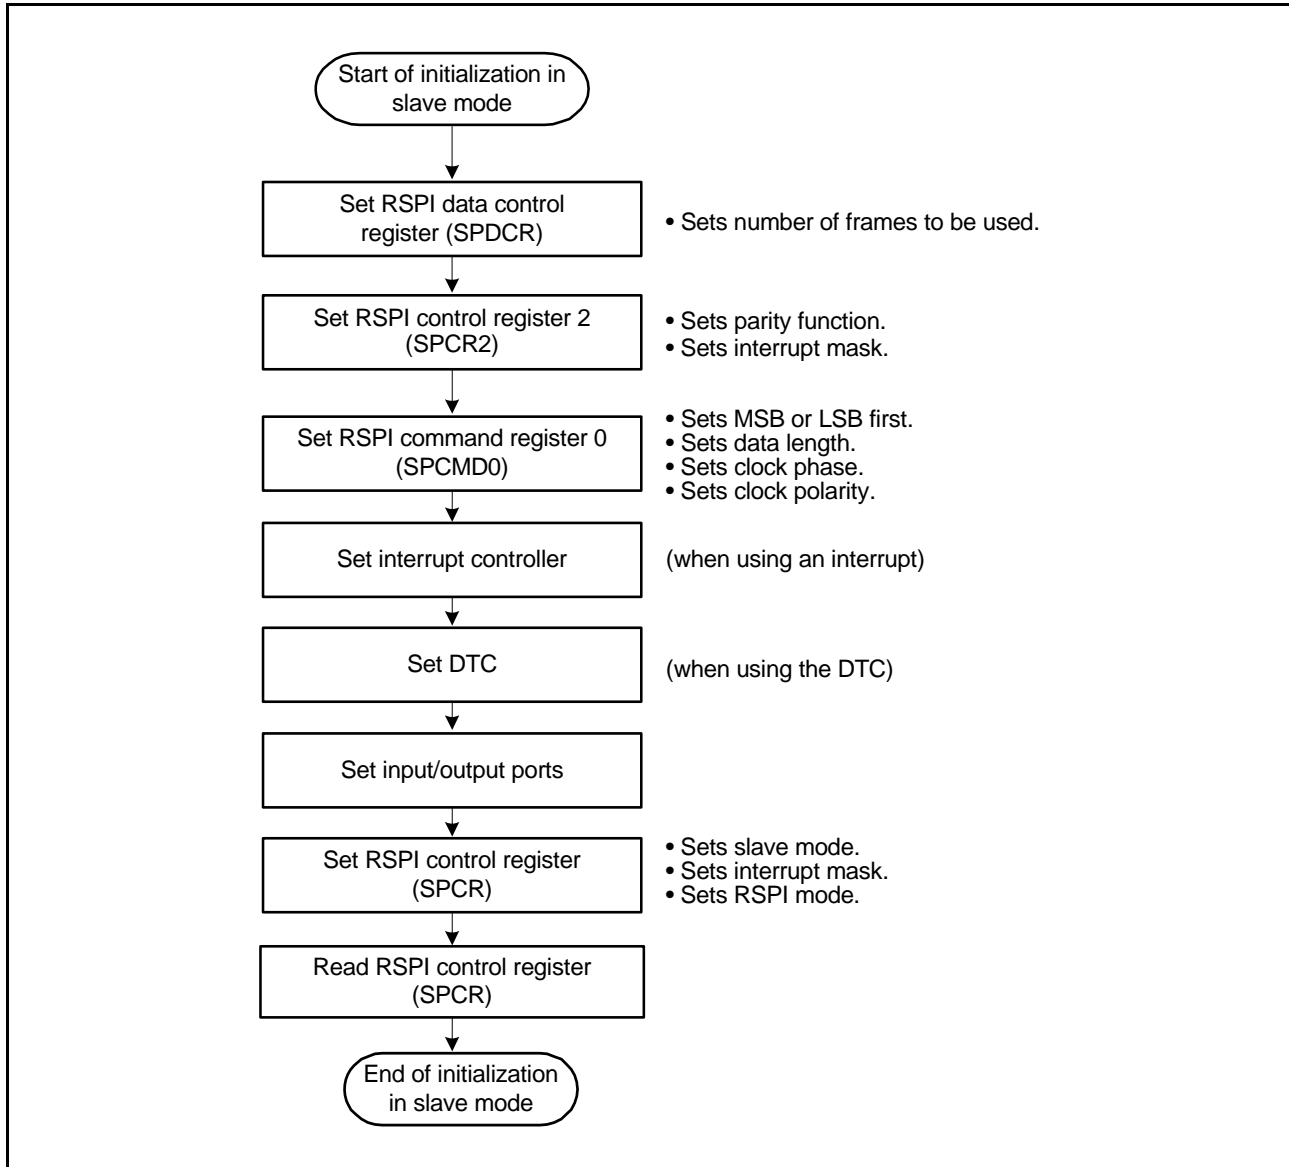 Start of initialization in
slave mode
Set RSPI data control
register (SPDCR)
• Sets number of frames to be used.
Set RSPI control register 2
(SPCR2)
• Sets parity function.
• Sets interrupt mask.
Set RSPI command register 0
(SPCMD0)
• Sets MSB or LSB first.
• Sets data length.
• Sets clock phase.
• Sets clock polarity.
Set interrupt controller
(when using an interrupt)
Set DTC
(when using the DTC)
Set input/output ports
Set RSPI control register
(SPCR)
• Sets slave mode.
• Sets interrupt mask.
• Sets RSPI mode.
Read RSPI control register
(SPCR)
End of initialization
in slave mode